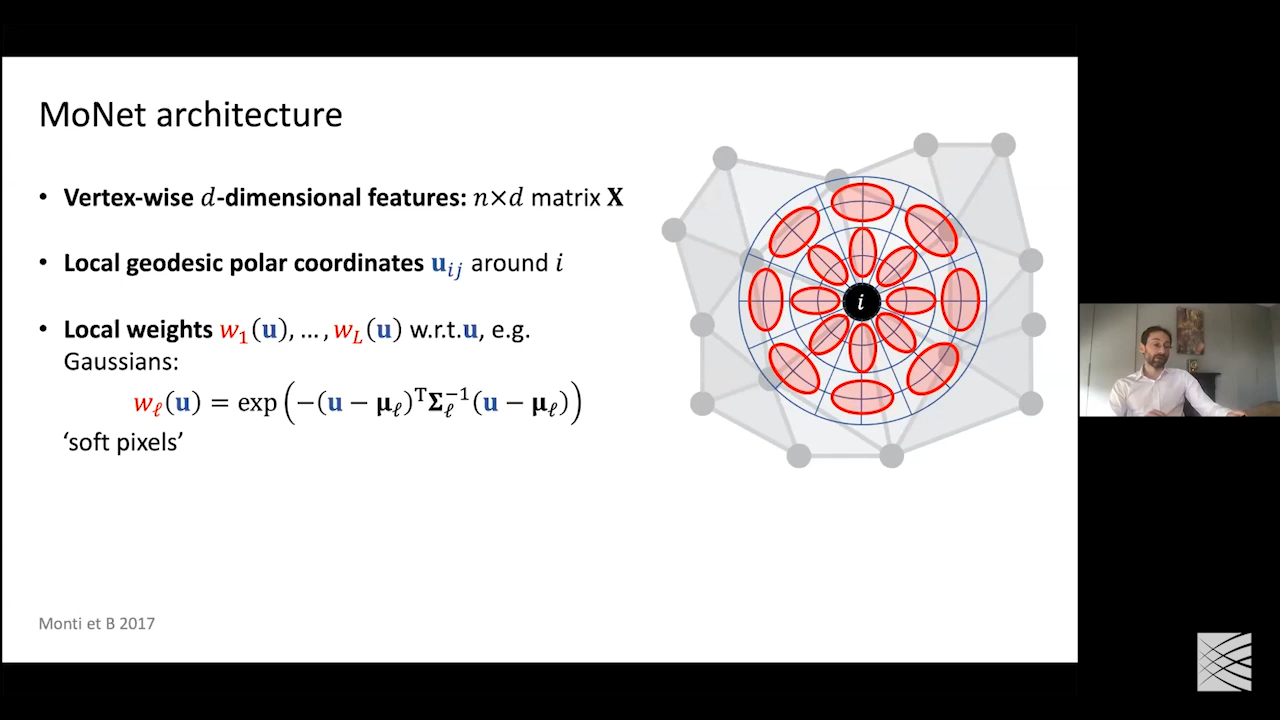 MoNet architecture
• Vertex-wise d-dimensional features: n×d matrix X
• Local geodesic polar coordinates u_ij around i
• Local weights w_1(u), … , w_L(u) w.r.t.u, e.g.
Gaussians:
w_ℓ(u) = exp(−(u − μ_ℓ)^T Σ_ℓ^−1 (u − μ_ℓ))
‘soft pixels’
i
Monti et B 2017